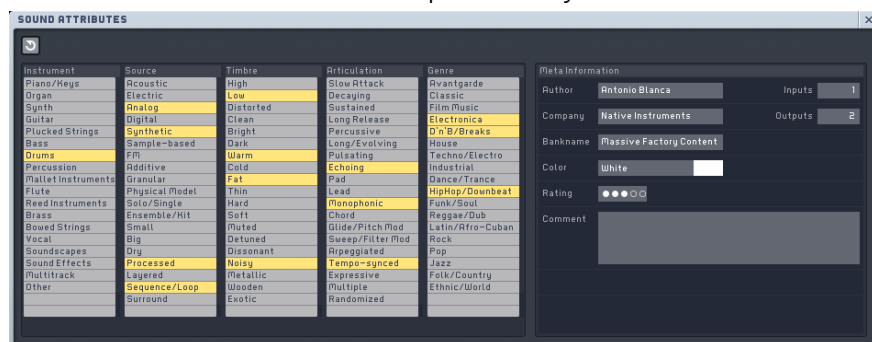 SOUND ATTRIBUTES
Instrument
Piano/Keys
Organ
Synth
Guitar
Plucked Strings
Bass
Drums
Percussion
Mallet Instruments
Flute
Reed Instruments
Brass
Bowed Strings
Vocal
Soundscapes
Sound Effects
Multitrack
Other
Source
Acoustic
Electric
Analog
Digital
Synthetic
Sample-based
FM
Additive
Granular
Physical Model
Solo/Single
Ensemble/Kit
Small
Big
Dry
Processed
Layered
Sequence/Loop
Surround
Timbre
High
Low
Distorted
Clean
Bright
Dark
Warm
Cold
Fat
Thin
Hard
Soft
Muted
Detuned
Dissonant
Noisy
Metallic
Wooden
Exotic
Articulation
Slow Attack
Decaying
Sustained
Long Release
Percussive
Long/Evolving
Pulsating
Echoing
Pad
Lead
Monophonic
Chord
Glide/Pitch Mod
Sweep/Filter Mod
Arpeggiated
Tempo-synced
Expressive
Multiple
Randomized
Genre
Avantgarde
Classic
Film Music
Electronica
D'n'B/Breaks
House
Techno/Electro
Industrial
Dance/Trance
HipHop/Downbeat
Funk/Soul
Reggae/Dub
Latin/Afro-Cuban
Rock
Pop
Jazz
Folk/Country
Ethnic/World
Meta Information
Author Antonio Blanca Inputs 1
Company Native Instruments Outputs 2
Bankname Massive Factory Content
Color White
Rating
Comment